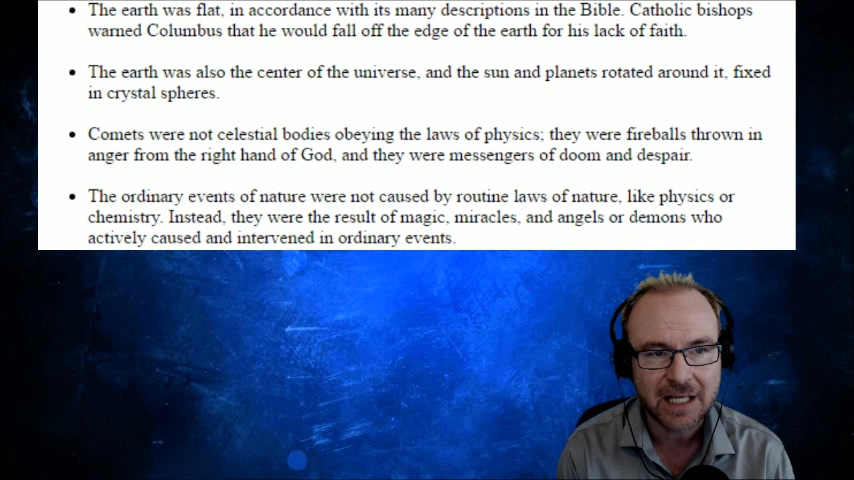 The earth was flat, in accordance with its many descriptions in the Bible. Catholic bishops
warned Columbus that he would fall off the edge of the earth for his lack of faith.
The earth was also the center of the universe, and the sun and planets rotated around it, fixed
in crystal spheres.
Comets were not celestial bodies obeying the laws of physics; they were fireballs thrown in
anger from the right hand of God, and they were messengers of doom and despair.
The ordinary events of nature were not caused by routine laws of nature, like physics or
chemistry. Instead, they were the result of magic, miracles, and angels or demons who
actively caused and intervened in ordinary events.